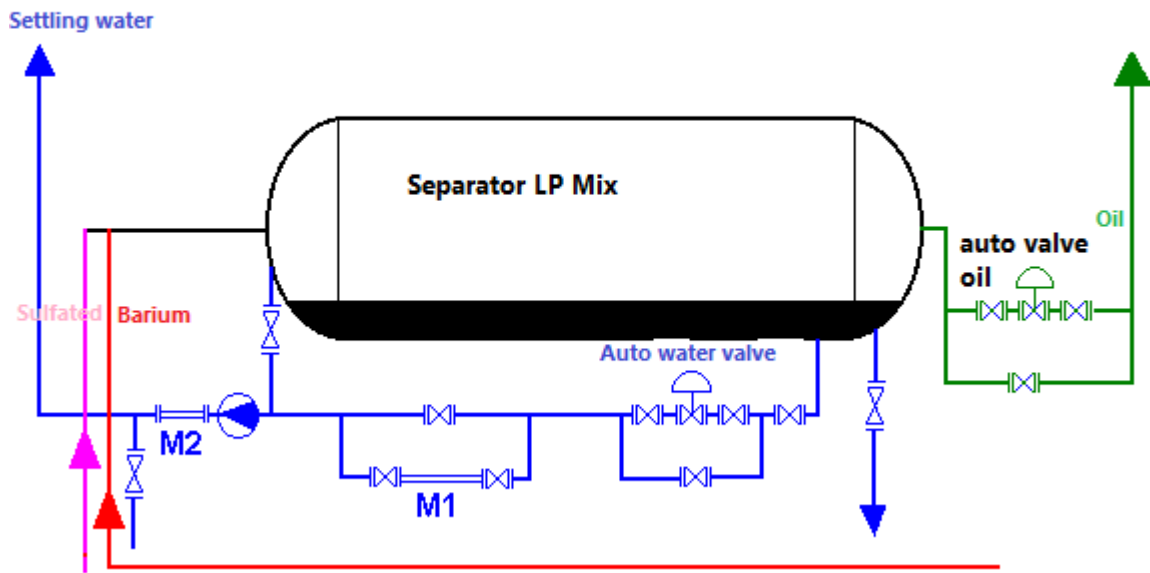 Settling water
Separator LP Mix
Oil
auto valve
oil
Sulfated
Barium
Auto water valve
M2
M1